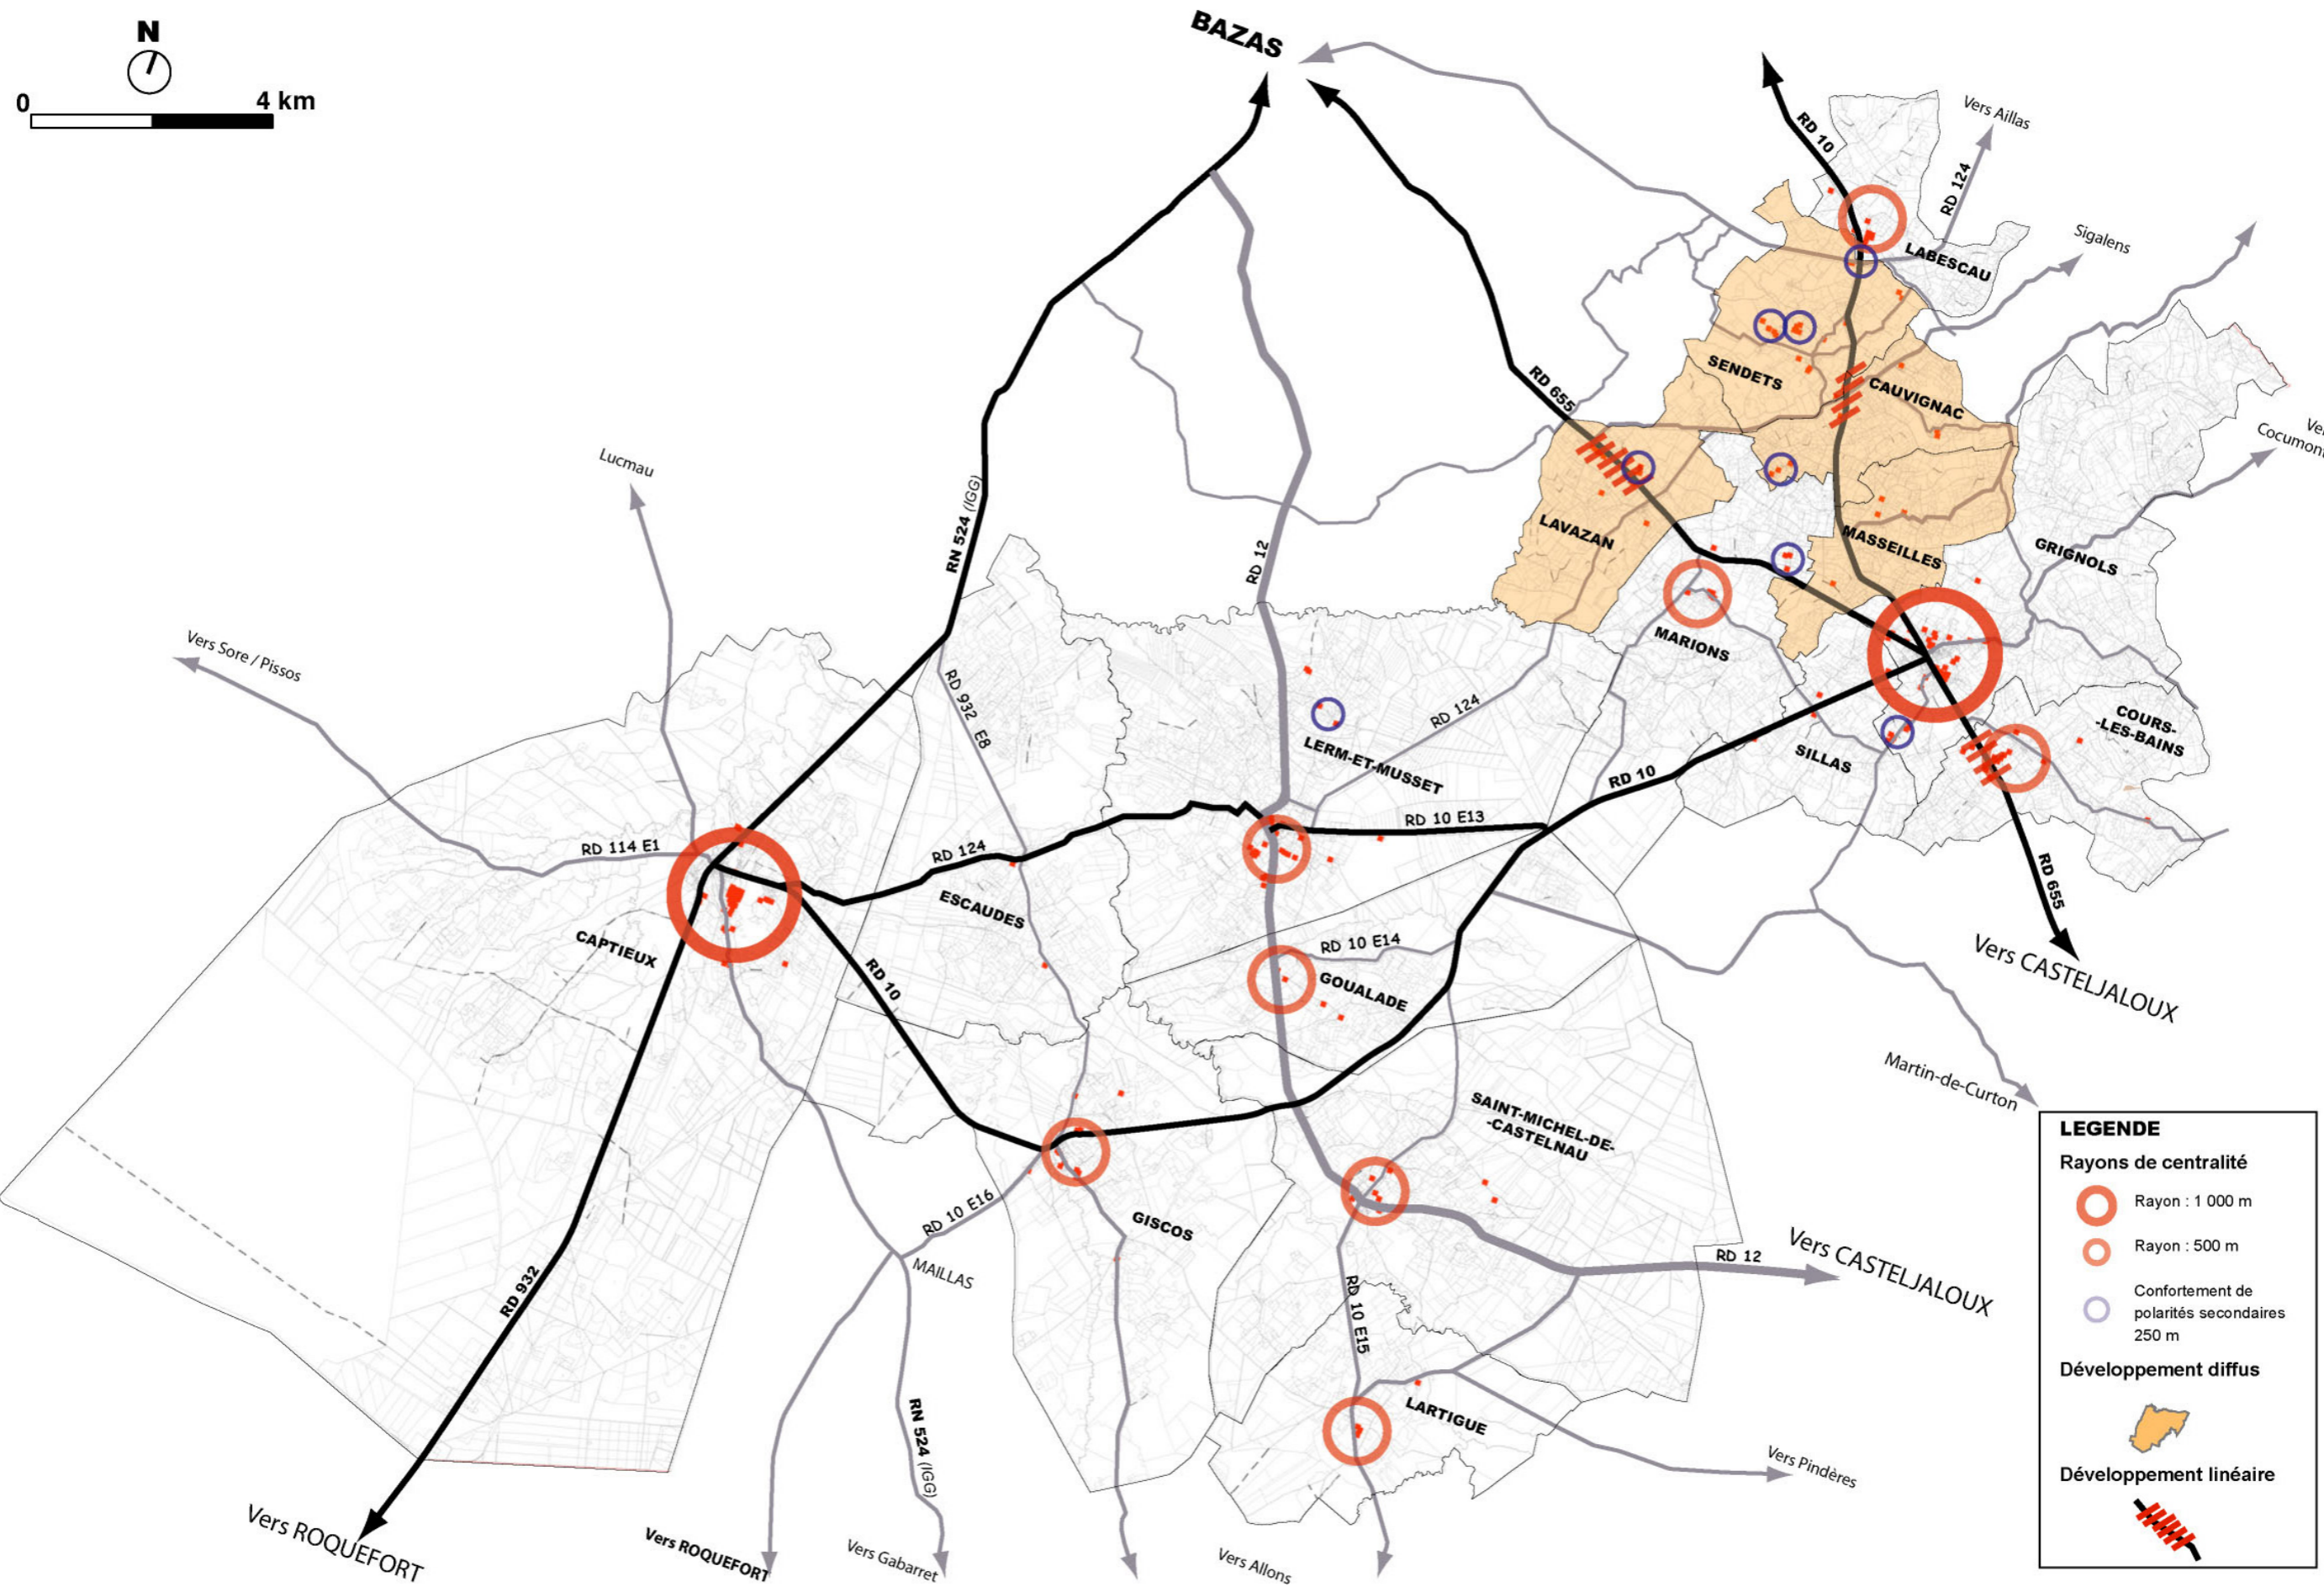 N
0
4 km
BAZAS
RD 10
Vers Aillas
RD 124
LABESCAU
Sigalens
SENDETS
CAUVIGNAC
RD 655
Cocumont
Lucmau
RN 524 (IGG)
RD 12
LAVAZAN
MASSEILLES
GRIGNOLS
Vers Sore / Pissos
MARIONS
RD 932 E8
RD 124
LERM-ET-MUSSET
SILLAS
COURS-
-LES-BAINS
RD 10
RD 10 E13
RD 114 E1
RD 124
ESCAUDES
CAPTIEUX
RD 10
RD 10 E14
GOUALADE
RD 655
Vers CASTELJALOUX
Martin-de-Curton
SAINT-MICHEL-DE-
-CASTELNAU
RD 10 E16
GISCOS
MAILLAS
RD 12
Vers CASTELJALOUX
RD 932
RD 10 E15
LARTIGUE
Vers Pindères
RN 524 (IGG)
Vers ROQUEFORT
Vers ROQUEFORT
Vers Gabarret
Vers Allons
LEGENDE
Rayons de centralité
Rayon : 1 000 m
Rayon : 500 m
Confortement de
polarités secondaires
250 m
Développement diffus
Développement linéaire